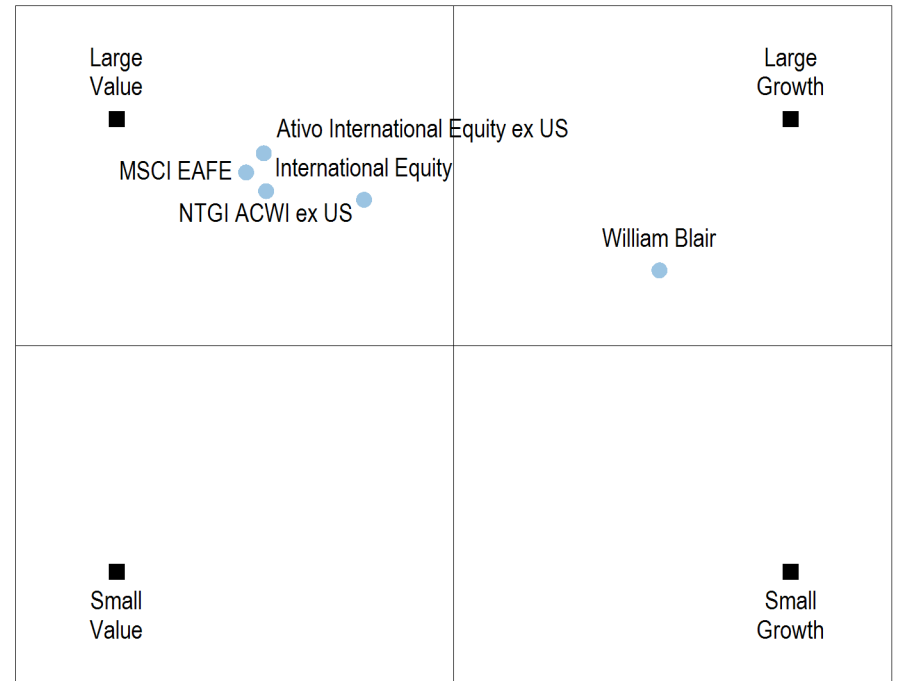 Large
Value
Large
Growth
Ativo International Equity ex US
MSCI EAFE
International Equity
NTGI ACWI ex US
William Blair
Small
Value
Small
Growth